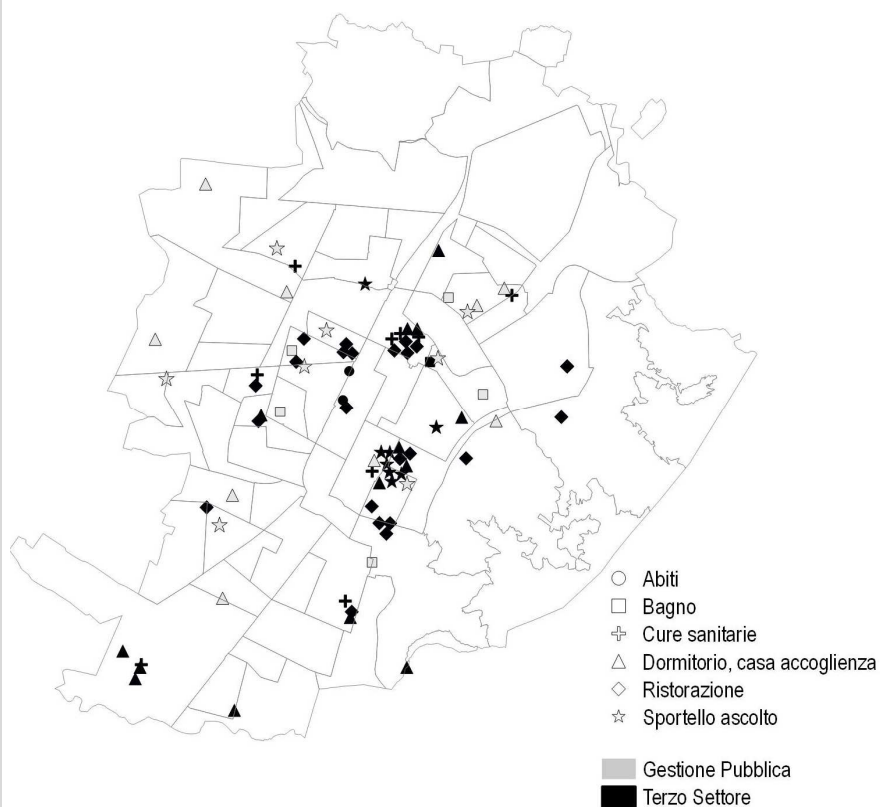 Abiti
Bagno
Cure sanitarie
Dormitorio, casa accoglienza
Ristorazione
Sportello ascolto
Gestione Pubblica
Terzo Settore